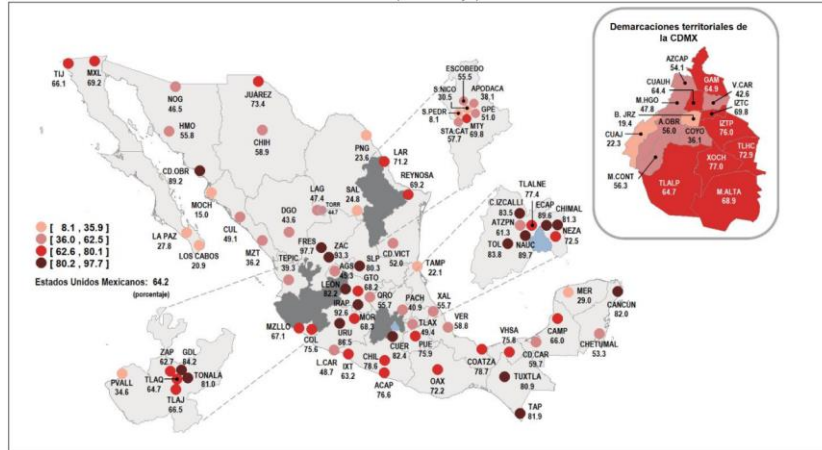 Demarcaciones territoriales de
la CDMX
AZCAP
54.1
CUAUH
64.4
GAM
64.9
V.CAR
42.6
M.HGO
47.8
IZTC
69.8
B. JRZ
19.4
A.OBR
56.0
COYO
36.1
IZTP
76.0
CUAJ
22.3
TLHC
72.9
XOCH
77.0
M.CONT
56.3
TLALP
64.7
M.ALTA
68.9
ESCOBEDO
55.5
S.NICO
30.5
APODACA
38.1
S.PEDR
8.1
GPE
51.0
STA.CAT
57.7
MTY
69.8
TIJ
66.1
MXL
69.2
NOG
46.5
JUÁREZ
73.4
HMO
55.8
CHIH
58.9
CD.OBR
89.2
PNG
23.6
LAR
71.2
REYNOSA
69.2
MOCH
15.0
LAG
47.4
TORR
44.7
SAL
24.8
CUL
49.1
DGO
43.6
LA PAZ
27.8
LOS CABOS
20.9
MZT
36.2
FRES
97.7
ZAC
93.3
SLP
80.3
CD.VICT
52.0
TAMP
22.1
TEPIC
39.3
AGS
45.3
LEÓN
82.2
GTO
68.2
IRAP
92.6
QRO
55.7
PACH
40.9
XAL
55.7
VER
58.8
MZLLO
67.1
COL
75.6
URU
86.5
MOR
68.3
TLAX
49.4
CUER
82.4
PUE
75.9
L.CAR
48.7
IXT
63.2
CHIL
78.6
ACAP
76.6
OAX
72.2
COATZA
78.7
VHSA
75.6
CD.CAR
59.7
CAMP
66.0
MER
29.0
CANCÚN
82.0
CHETUMAL
53.3
TUXTLA
80.9
TAP
81.9
TLALNE
77.4
C.IZCALLI
83.5
ECAP
89.6
CHIMAL
81.3
ATZPN
61.3
NEZA
72.5
TOL
83.8
NAUC
89.7
[ 8.1 , 35.9]
[ 36.0 , 62.5]
[ 62.6 , 80.1]
[ 80.2 , 97.7]
Estados Unidos Mexicanos: 64.2
(porcentaje)
ZAP
62.7
GDL
84.2
TONALA
81.0
PVALL
34.6
TLAQ
64.7
TLAJ
66.5